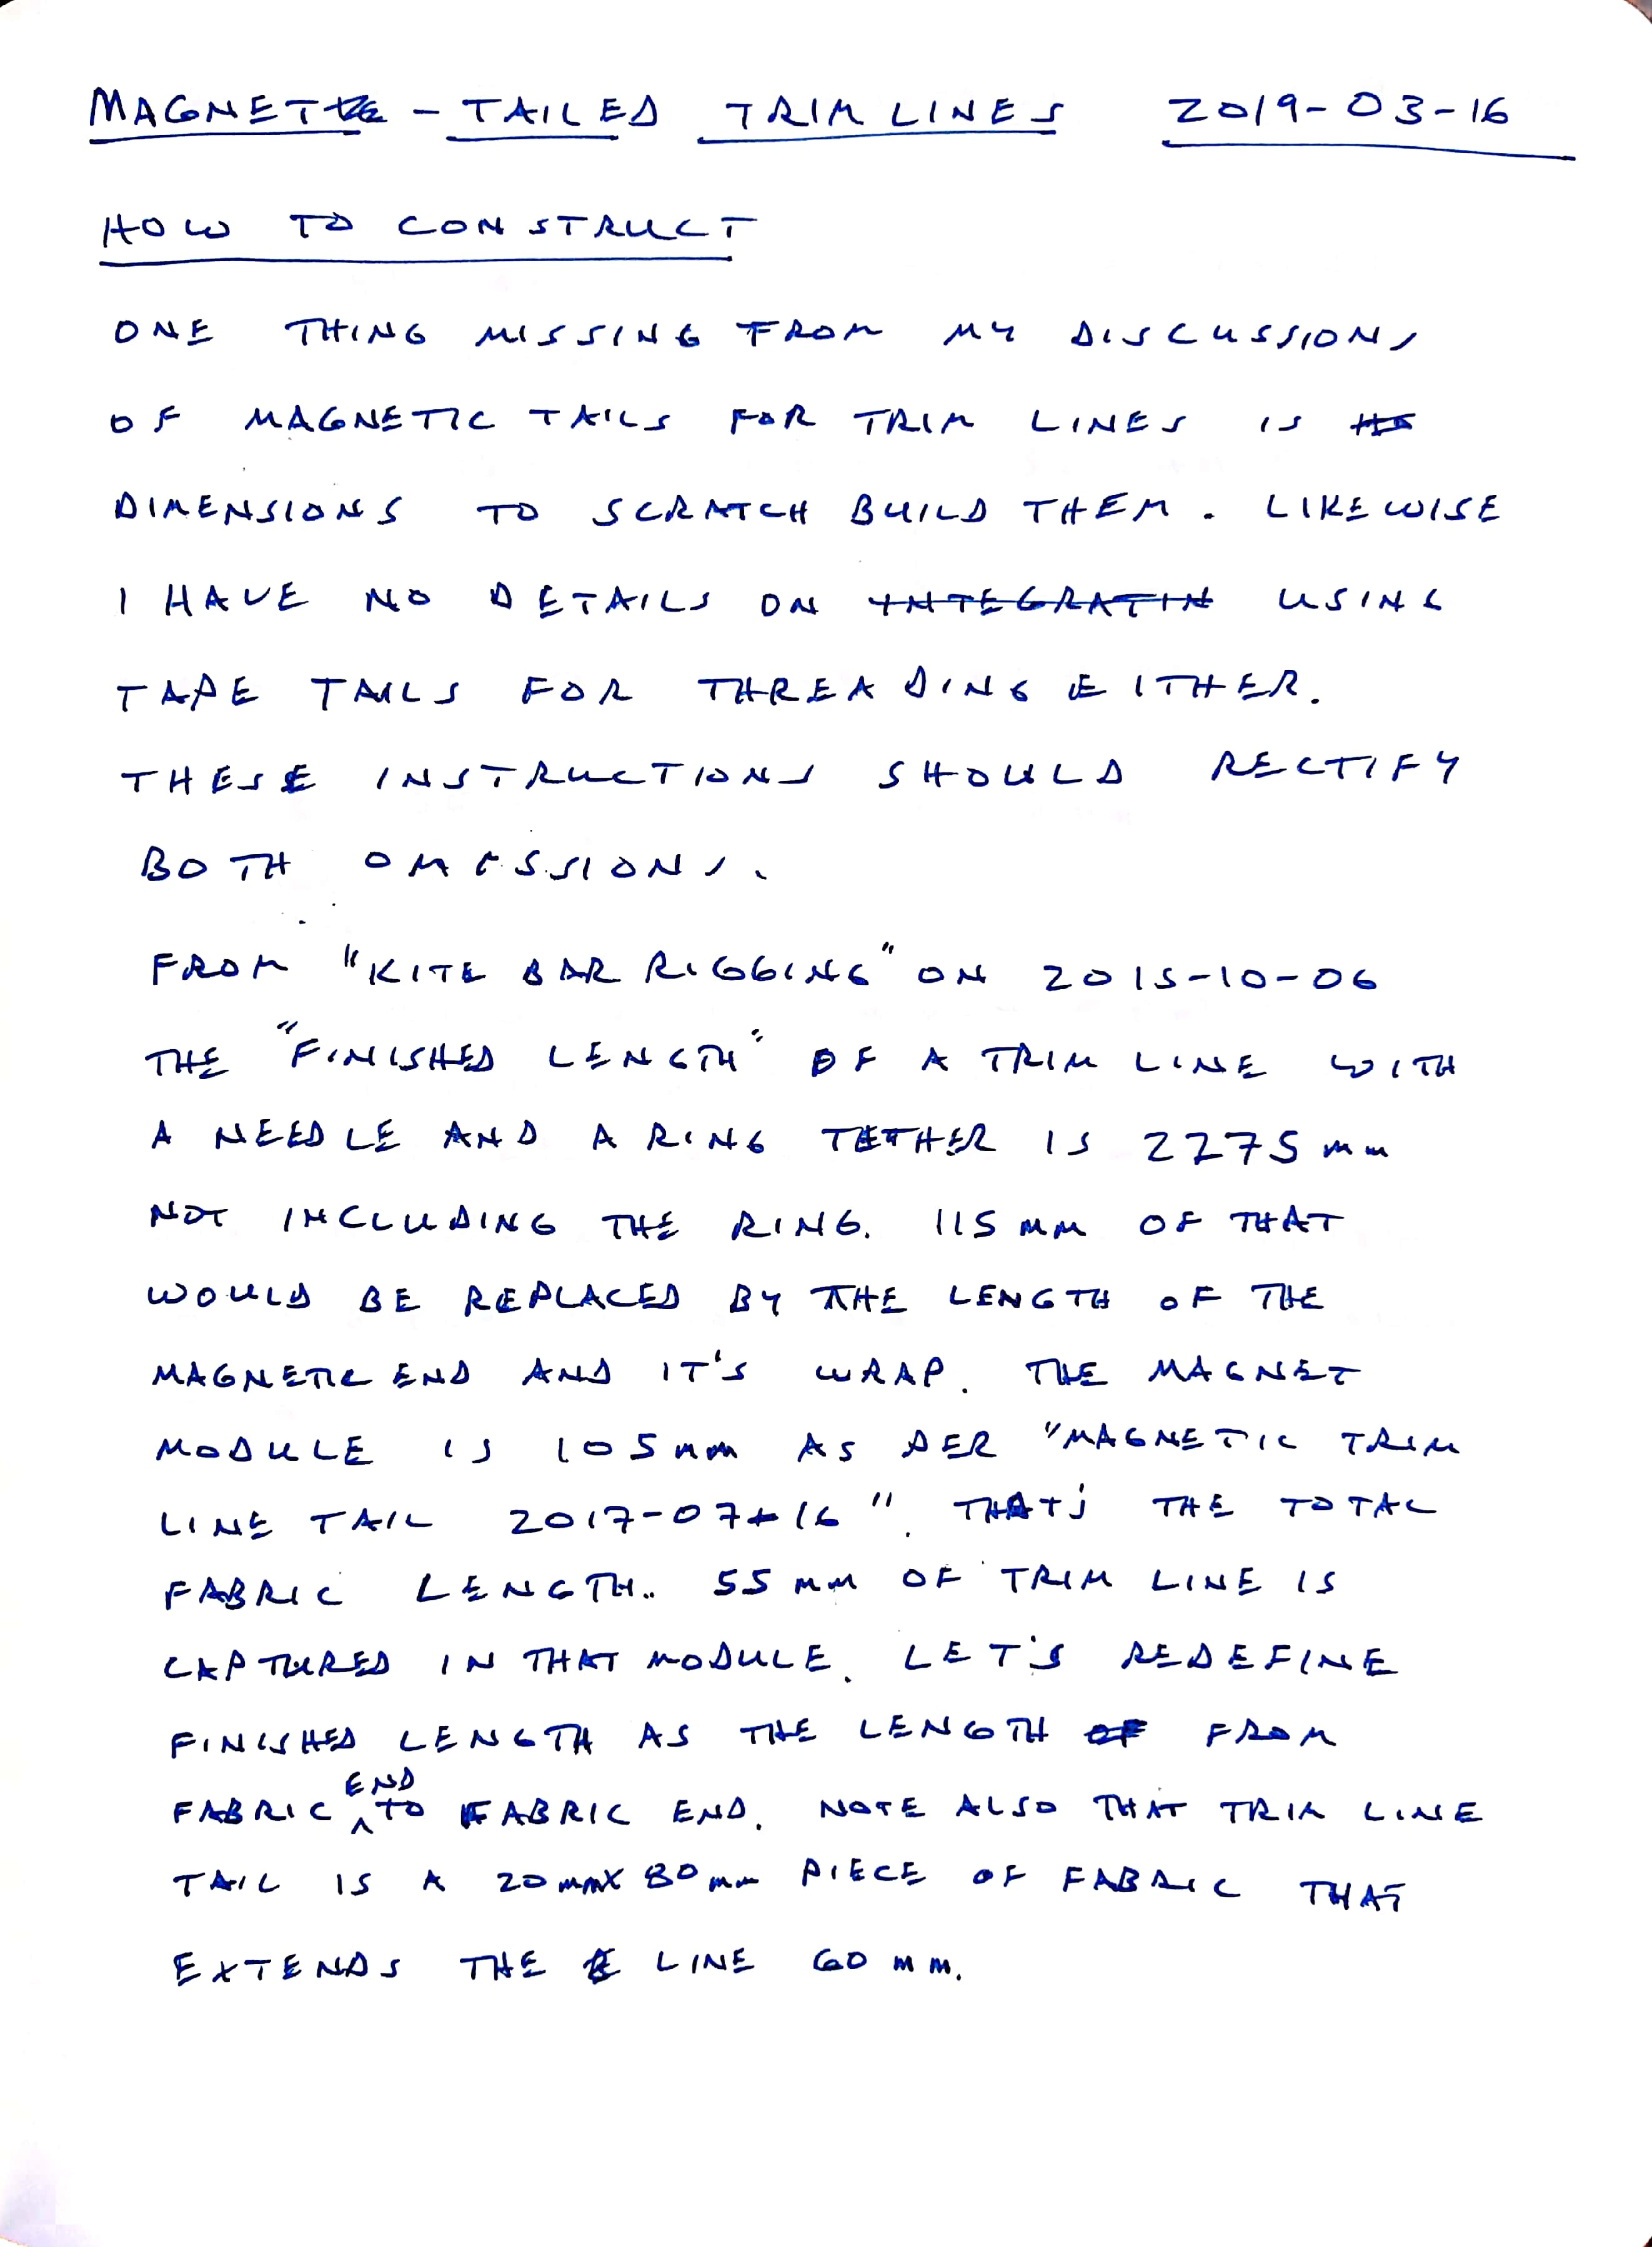 MAGNETIC - TAILED TRIM LINES 2019-03-16
HOW TO CONSTRUCT
ONE THING MISSING FROM MY DISCUSSIONS
OF MAGNETIC TAILS FOR TRIM LINES IS
DIMENSIONS TO SCRATCH BUILD THEM. LIKEWISE
I HAVE NO DETAILS ON INTEGRATIN USING
TAPE TAILS FOR THREADING EITHER.
THESE INSTRUCTIONS SHOULD RECTIFY
BOTH OMISSIONS.
FROM "KITE BAR RIGGING" ON 2015-10-06
THE "FINISHED LENGTH" OF A TRIM LINE WITH
A NEEDLE AND A RING TETHER IS 2275 mm
NOT INCLUDING THE RING. 115 mm OF THAT
WOULD BE REPLACED BY THE LENGTH OF THE
MAGNETIC END AND IT'S WRAP. THE MAGNET
MODULE IS 105 mm AS PER "MAGNETIC TRIM
LINE TAIL 2017-07-16". THAT'S THE TOTAL
FABRIC LENGTH. 55 mm OF TRIM LINE IS
CAPTURED IN THAT MODULE. LET'S REDEFINE
FINISHED LENGTH AS THE LENGTH OF FROM
FABRIC END TO FABRIC END. NOTE ALSO THAT TRIM LINE
TAIL IS A 20 mm X 80 mm PIECE OF FABRIC THAT
EXTENDS THE LINE 60 mm.